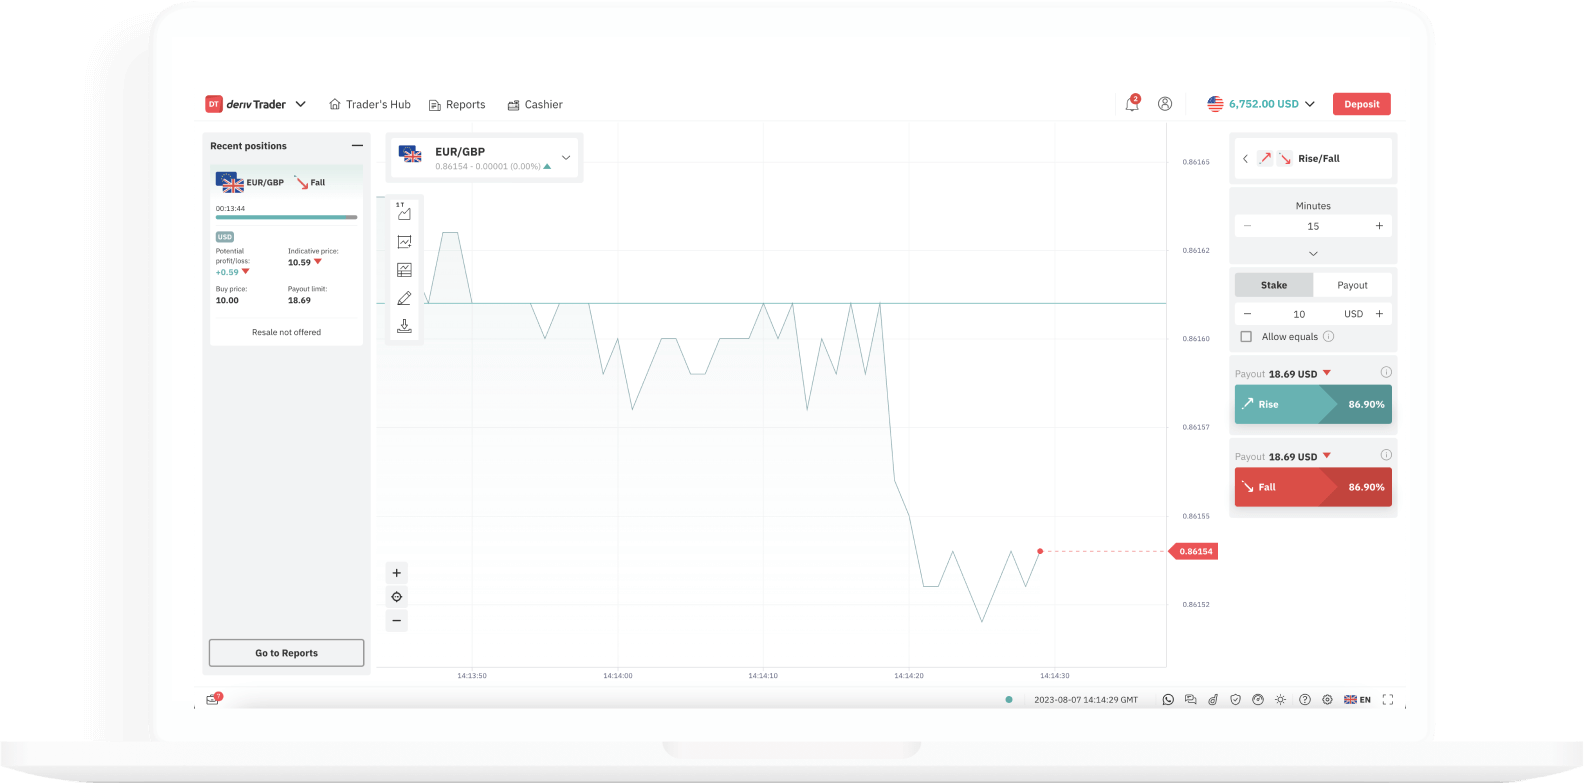 DT deriv Trader Trader's Hub Reports Cashier 2 6,752.00 USD Deposit
Recent positions
EUR/GBP Fall
00:13:44
USD
Potential profit/loss: Indicative price:
+0.59 10.59
Buy price: Payout limit:
10.00 18.69
Resale not offered
Go to Reports
EUR/GBP
0.86154 - 0.00001 (0.00%)
1 T
0.86165
0.86162
0.86160
0.86157
0.86155
0.86154
0.86152
14:13:50 14:14:00 14:14:10 14:14:20 14:14:30
Rise/Fall
Minutes
− 15 +
Stake Payout
− 10 USD +
Allow equals
Payout 18.69 USD
Rise 86.90%
Payout 18.69 USD
Fall 86.90%
7 2023-08-07 14:14:29 GMT EN